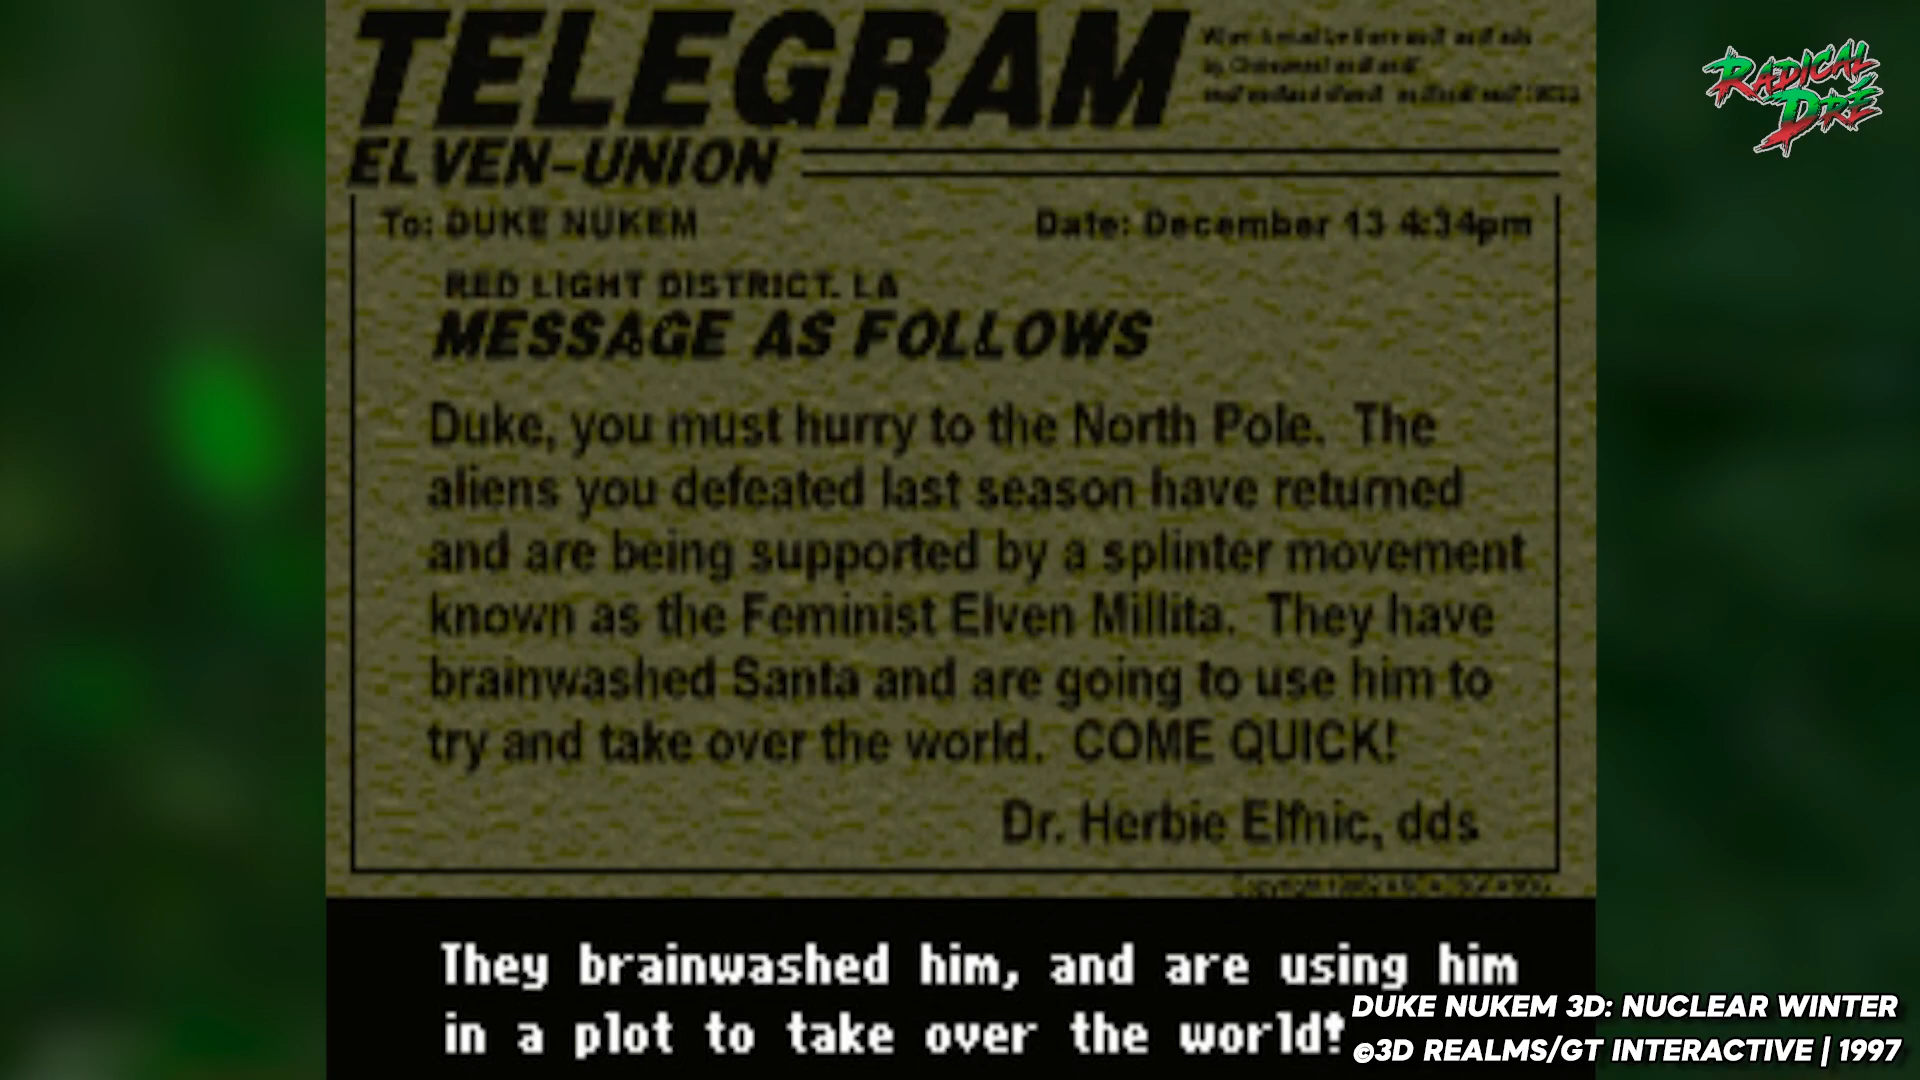 TELEGRAM
RADICAL
DRÉ
ELVEN-UNION
To: DUKE NUKEM
Date: December 13 4:34pm
RED LIGHT DISTRICT. LA
MESSAGE AS FOLLOWS
Duke, you must hurry to the North Pole. The
aliens you defeated last season have returned
and are being supported by a splinter movement
known as the Feminist Elven Millita. They have
brainwashed Santa and are going to use him to
try and take over the world. COME QUICK!
Dr. Herbie Elfnic, dds
They brainwashed him, and are using him
in a plot to take over the world!
DUKE NUKEM 3D: NUCLEAR WINTER
©3D REALMS/GT INTERACTIVE | 1997